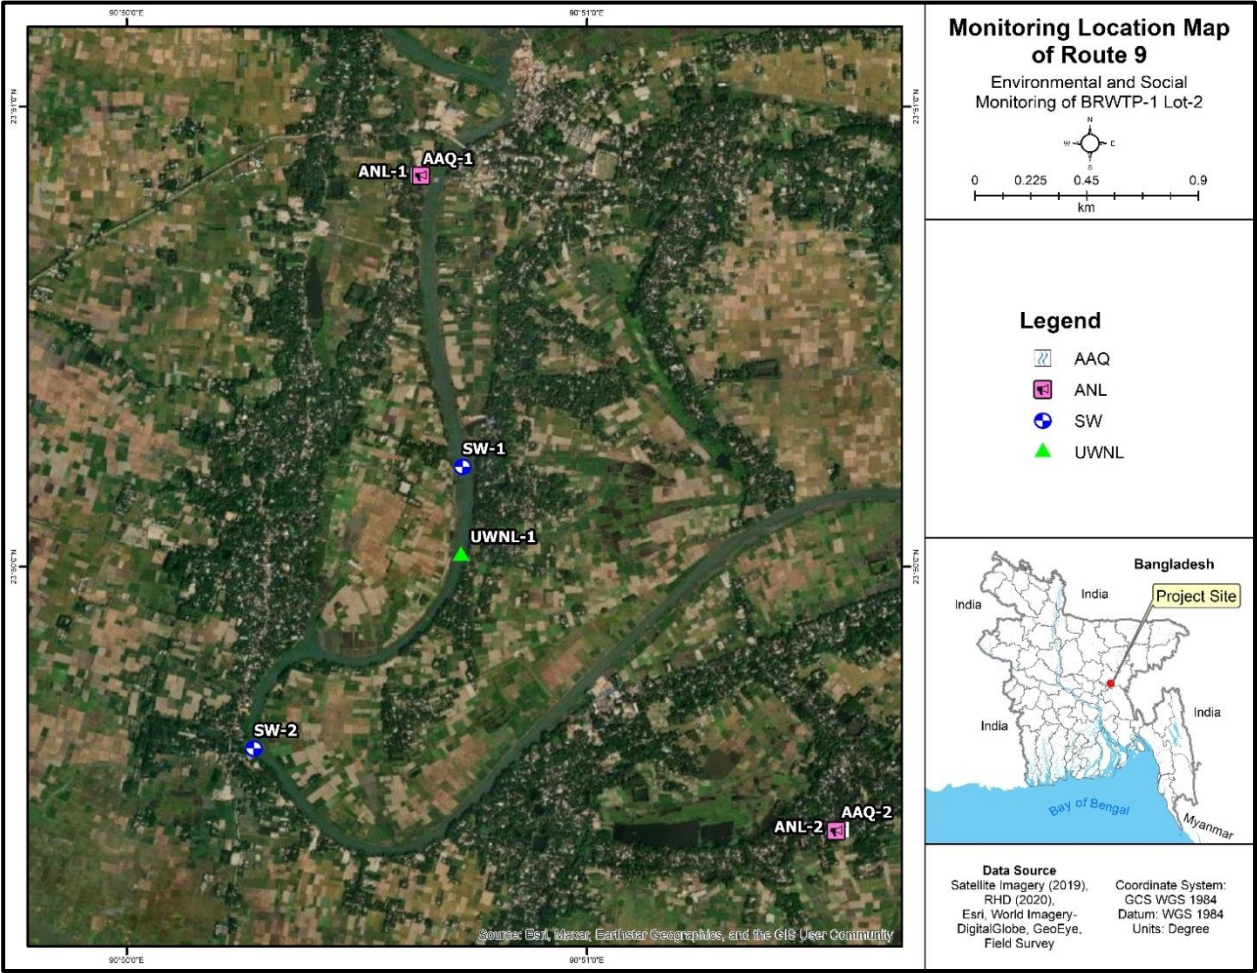 90°50'0"E
90°51'0"E
23°51'0"N
23°51'0"N
ANL-1
AAQ-1
SW-1
UWNL-1
23°50'0"N
23°50'0"N
SW-2
ANL-2
AAQ-2
Source: Esri, Maxar, Earthstar Geographics, and the GIS User Community
90°50'0"E
90°51'0"E
Monitoring Location Map
of Route 9
Environmental and Social
Monitoring of BRWTP-1 Lot-2
N
W
E
S
0 0.225 0.45 0.9
km
Legend
AAQ
ANL
SW
UWNL
Bangladesh
India
India
Project Site
India
India
Bay of Bengal
Myanmar
Data Source
Satellite Imagery (2019),
RHD (2020),
Esri, World Imagery-
DigitalGlobe, GeoEye,
Field Survey
Coordinate System:
GCS WGS 1984
Datum: WGS 1984
Units: Degree